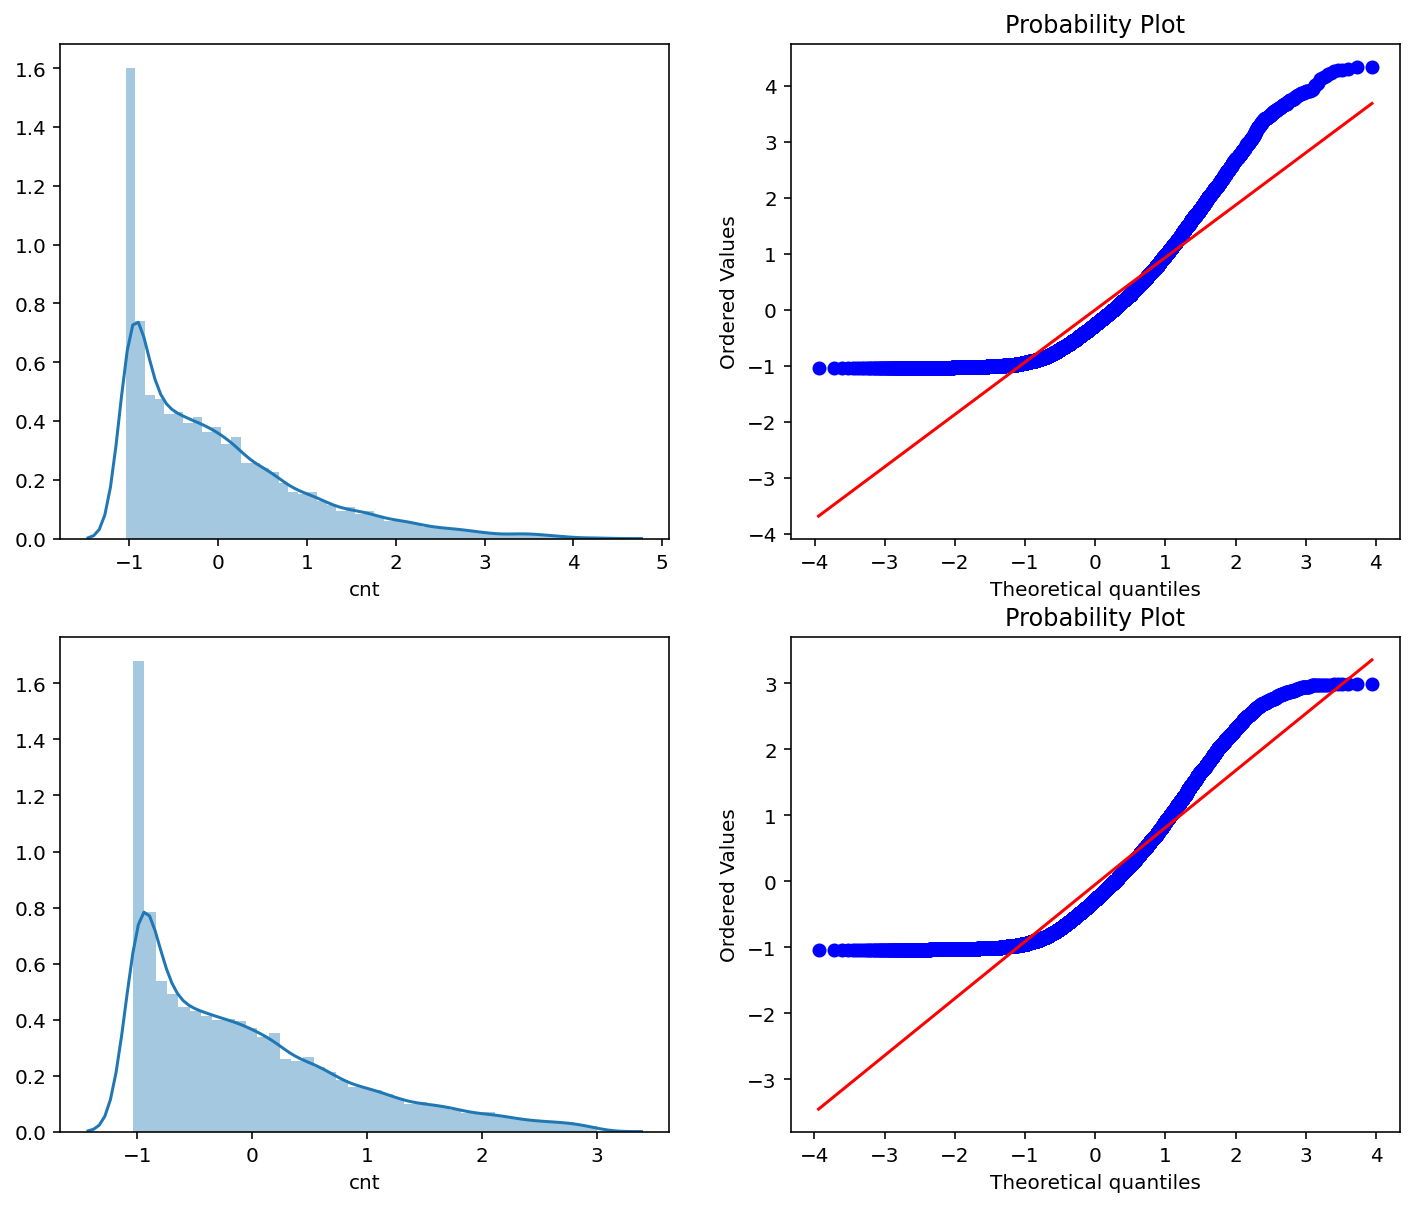 Probability Plot
1.6
1.4
1.2
1.0
0.8
0.6
0.4
0.2
0.0
−1 0 1 2 3 4 5
cnt
Ordered Values
4
3
2
1
0
−1
−2
−3
−4
−4 −3 −2 −1 0 1 2 3 4
Theoretical quantiles
Probability Plot
1.6
1.4
1.2
1.0
0.8
0.6
0.4
0.2
0.0
−1 0 1 2 3
cnt
Ordered Values
3
2
1
0
−1
−2
−3
−4 −3 −2 −1 0 1 2 3 4
Theoretical quantiles